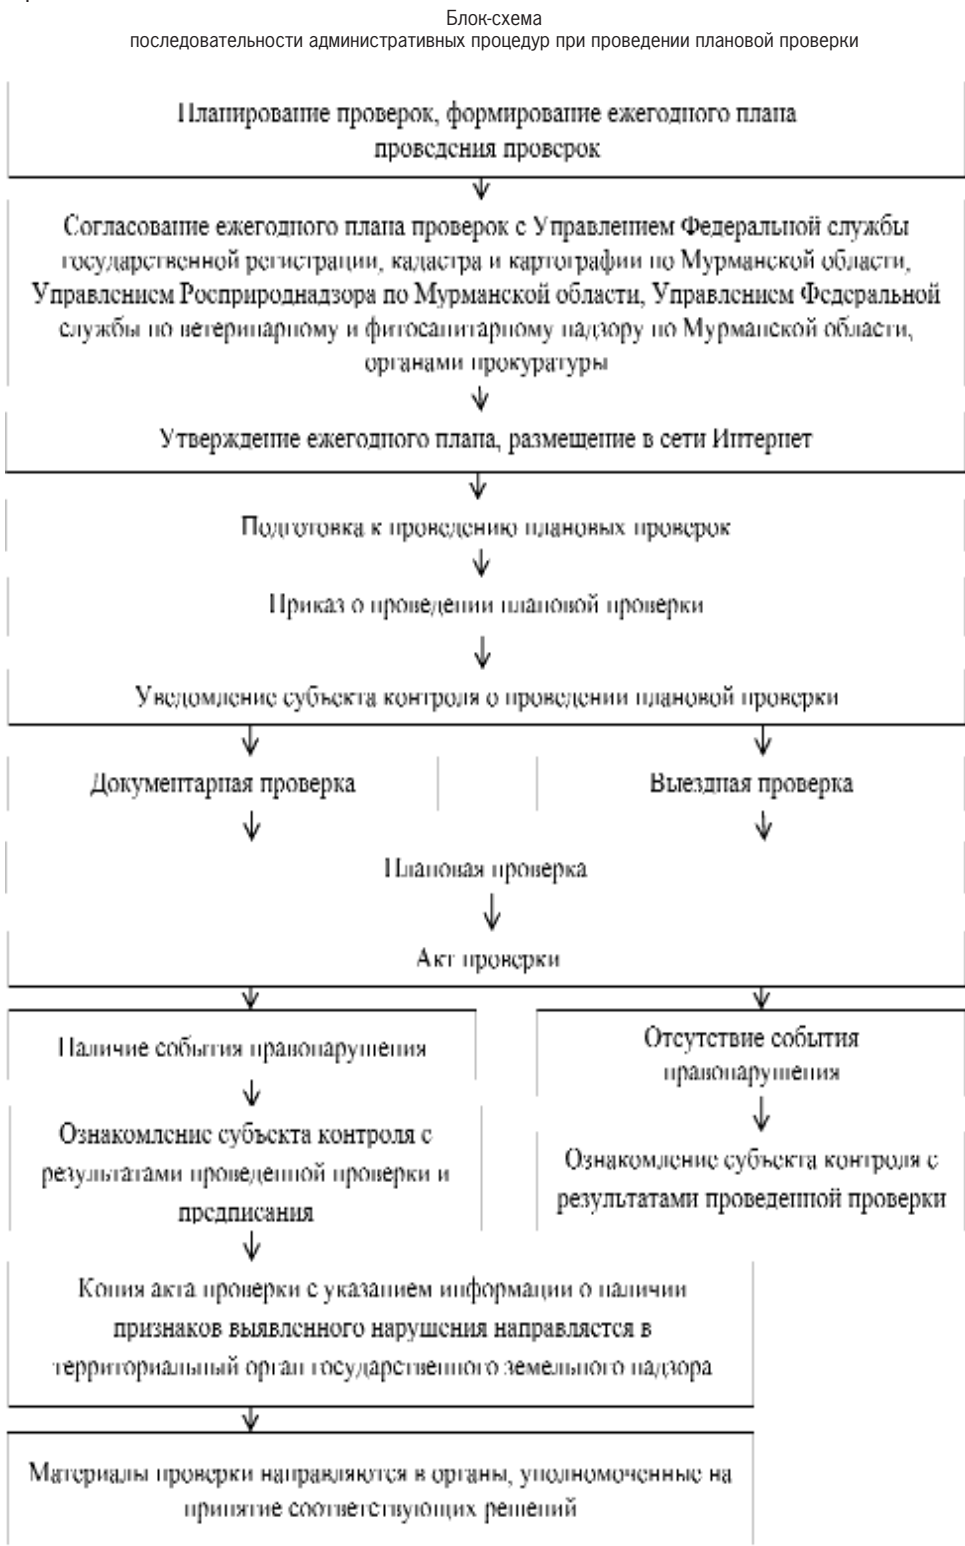 Блок-схема
последовательности административных процедур при проведении плановой проверки
Планирование проверок, формирование ежегодного плана
проведения проверок
Согласование ежегодного плана проверок с Управлением Федеральной службы
государственной регистрации, кадастра и картографии по Мурманской области,
Управлением Росприроднадзора по Мурманской области, Управлением Федеральной
службы по ветеринарному и фитосанитарному надзору по Мурманской области,
органами прокуратуры
Утверждение ежегодного плана, размещение в сети Интернет
Подготовка к проведению плановых проверок
Приказ о проведении плановой проверки
Уведомление субъекта контроля о проведении плановой проверки
Документарная проверка
Выездная проверка
Плановая проверка
Акт проверки
Наличие события правонарушения
Отсутствие события
правонарушения
Ознакомление субъекта контроля с
результатами проведенной проверки и
предписания
Ознакомление субъекта контроля с
результатами проведенной проверки
Копия акта проверки с указанием информации о наличии
признаков выявленного нарушения направляется в
территориальный орган государственного земельного надзора
Материалы проверки направляются в органы, уполномоченные на
принятие соответствующих решений